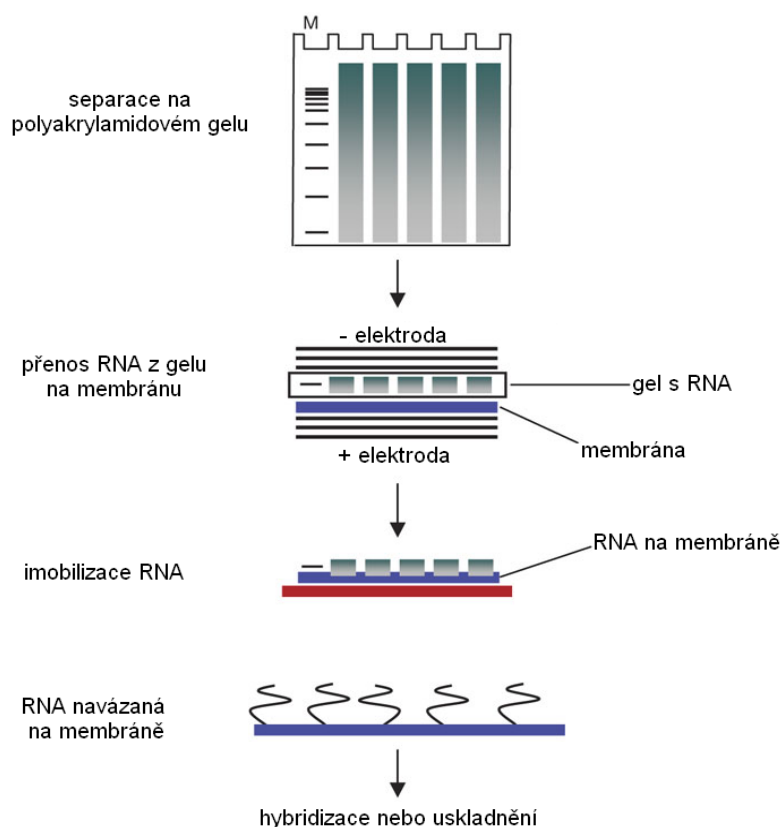 M
separace na
polyakrylamidovém gelu
- elektroda
přenos RNA z gelu
na membránu
gel s RNA
membrána
+ elektroda
RNA na membráně
imobilizace RNA
RNA navázaná
na membráně
hybridizace nebo uskladnění